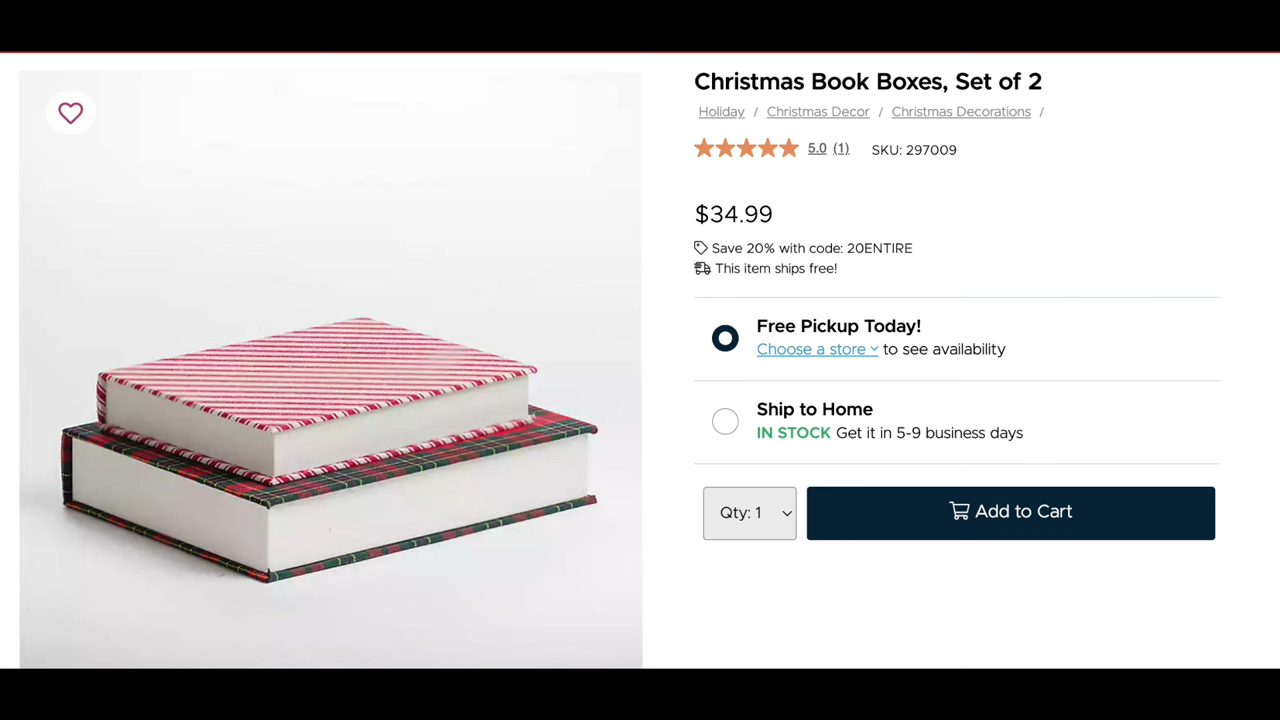 Christmas Book Boxes, Set of 2
Holiday / Christmas Decor / Christmas Decorations /
5.0 (1) SKU: 297009
$34.99
Save 20% with code: 20ENTIRE
This item ships free!
Free Pickup Today!
Choose a store to see availability
Ship to Home
IN STOCK Get it in 5-9 business days
Qty: 1
Add to Cart